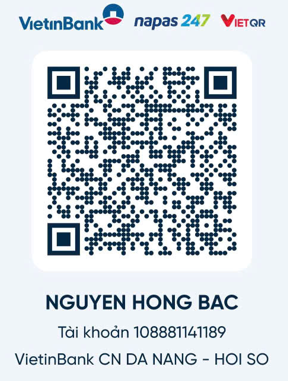 VietinBank napas 247 VIETQR
NGUYEN HONG BAC
Tài khoản 108881141189
VietinBank CN DA NANG - HOI SO